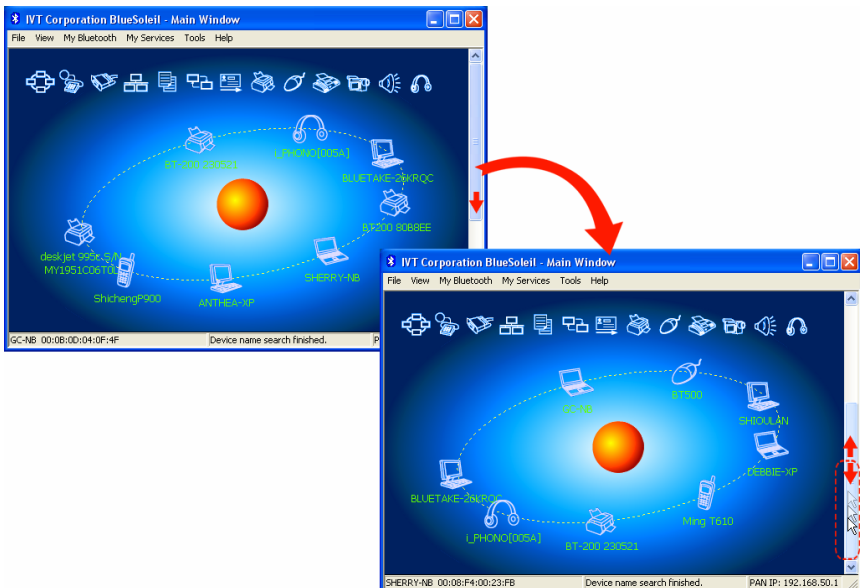 IVT Corporation BlueSoleil - Main Window
File View My Bluetooth My Services Tools Help
i_PHONO[005A]
BT-200 230521
BLUETAKE-26KRQC
BT200 80B8EE
deskjet 995c S/N
MY1951C06T0
SHERRY-NB
ShichengP900
ANTHEA-XP
GC-NB 00:0B:0D:04:0F:4F
Device name search finished.
P
IVT Corporation BlueSoleil - Main Window
File View My Bluetooth My Services Tools Help
GC-NB
BT500
SHIOULAN
DEBBIE-XP
BLUETAKE-26KRQC
Ming T610
i_PHONO[005A]
BT-200 230521
SHERRY-NB 00:08:F4:00:23:FB
Device name search finished.
PAN IP: 192.168.50.1